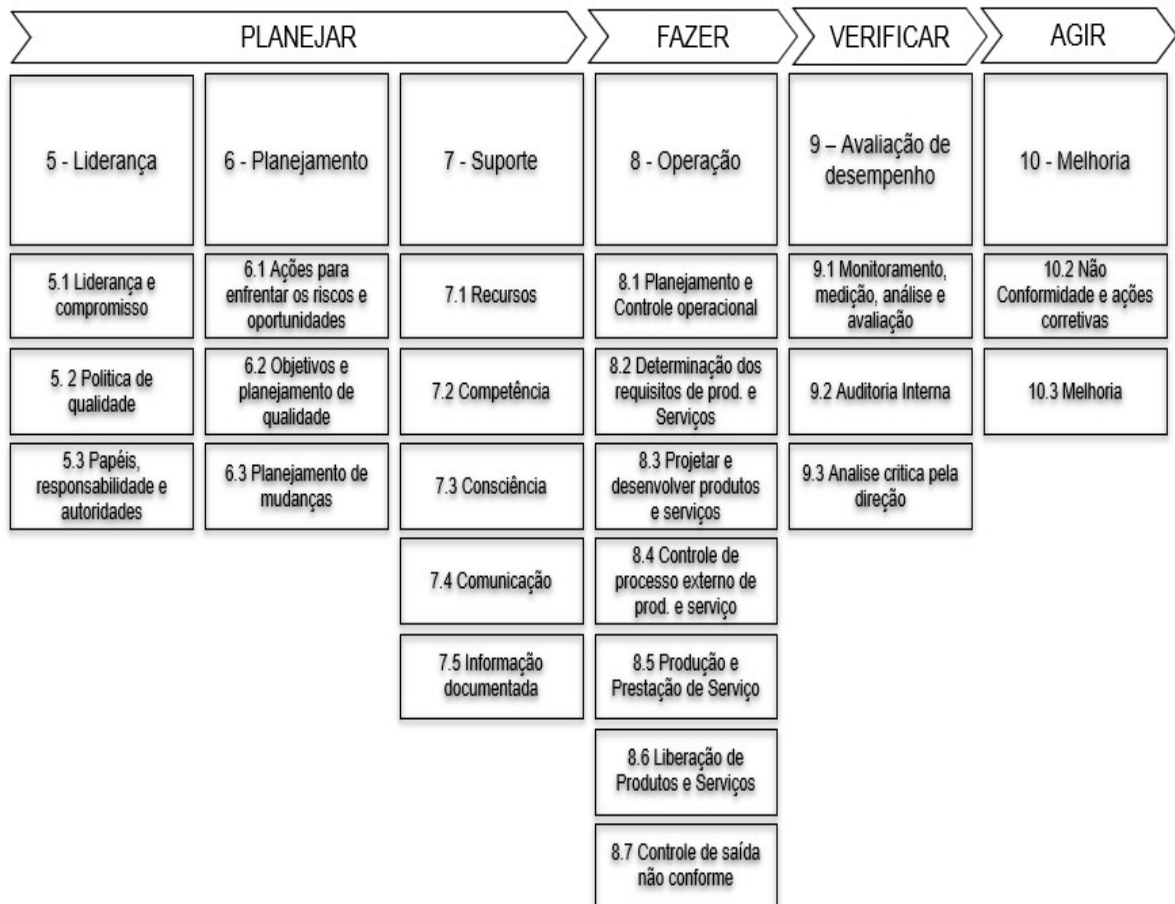 PLANEJAR
FAZER
VERIFICAR
AGIR
5 - Liderança
6 - Planejamento
7 - Suporte
8 - Operação
9 – Avaliação de
desempenho
10 - Melhoria
5.1 Liderança e
compromisso
6.1 Ações para
enfrentar os riscos e
oportunidades
7.1 Recursos
8.1 Planejamento e
Controle operacional
9.1 Monitoramento,
medição, análise e
avaliação
10.2 Não
Conformidade e ações
corretivas
5. 2 Politica de
qualidade
6.2 Objetivos e
planejamento de
qualidade
7.2 Competência
8.2 Determinação dos
requisitos de prod. e
Serviços
9.2 Auditoria Interna
10.3 Melhoria
5.3 Papéis,
responsabilidade e
autoridades
6.3 Planejamento de
mudanças
7.3 Consciência
8.3 Projetar e
desenvolver produtos
e serviços
9.3 Analise critica pela
direção
7.4 Comunicação
8.4 Controle de
processo externo de
prod. e serviço
7.5 Informação
documentada
8.5 Produção e
Prestação de Serviço
8.6 Liberação de
Produtos e Serviços
8.7 Controle de saída
não conforme